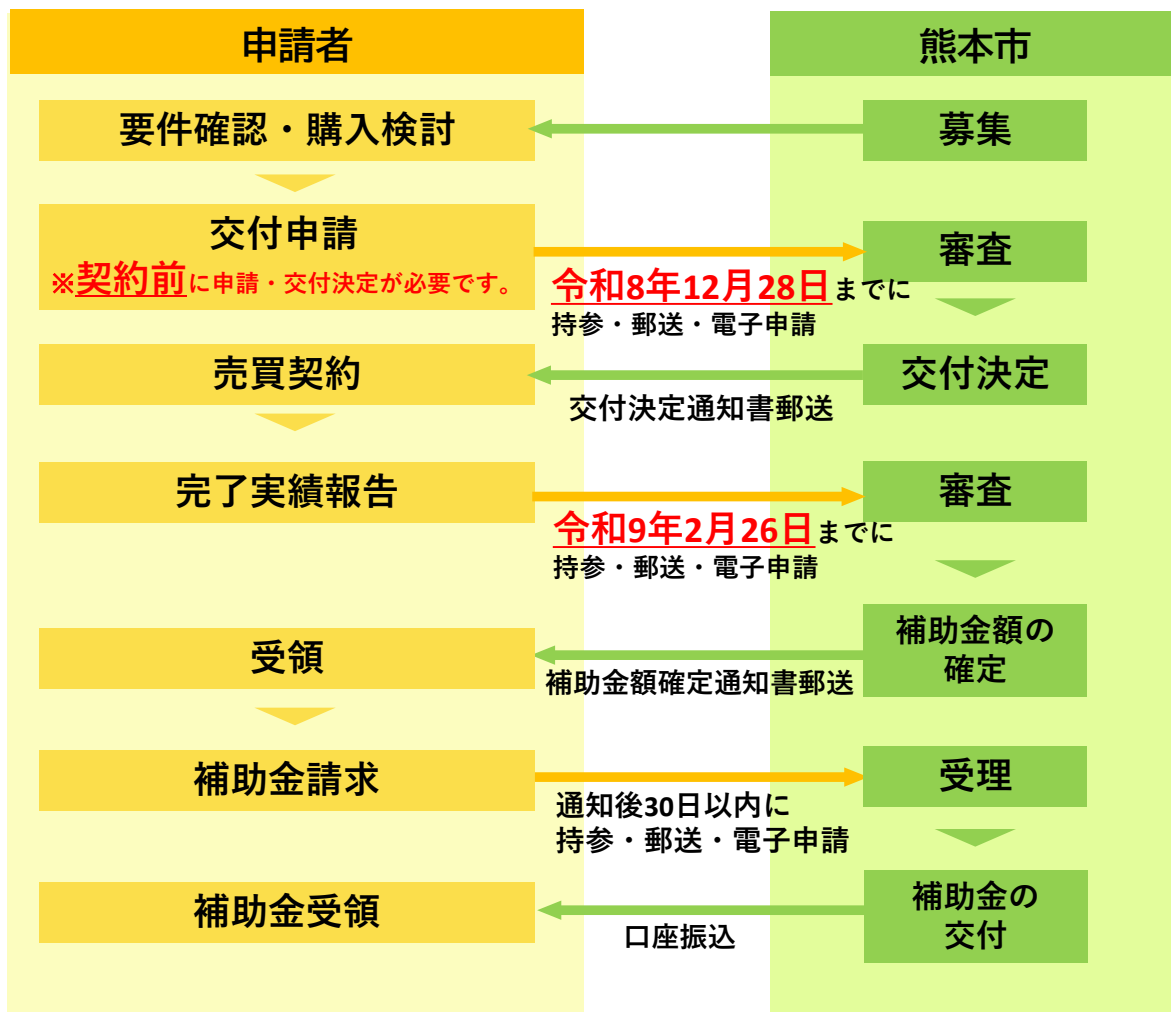 申請者
熊本市
要件確認・購入検討
募集
交付申請
※契約前に申請・交付決定が必要です。
審査
令和8年12月28日までに
持参・郵送・電子申請
売買契約
交付決定
交付決定通知書郵送
完了実績報告
審査
令和9年2月26日までに
持参・郵送・電子申請
受領
補助金額の
確定
補助金額確定通知書郵送
補助金請求
受理
通知後30日以内に
持参・郵送・電子申請
補助金受領
補助金の
交付
口座振込